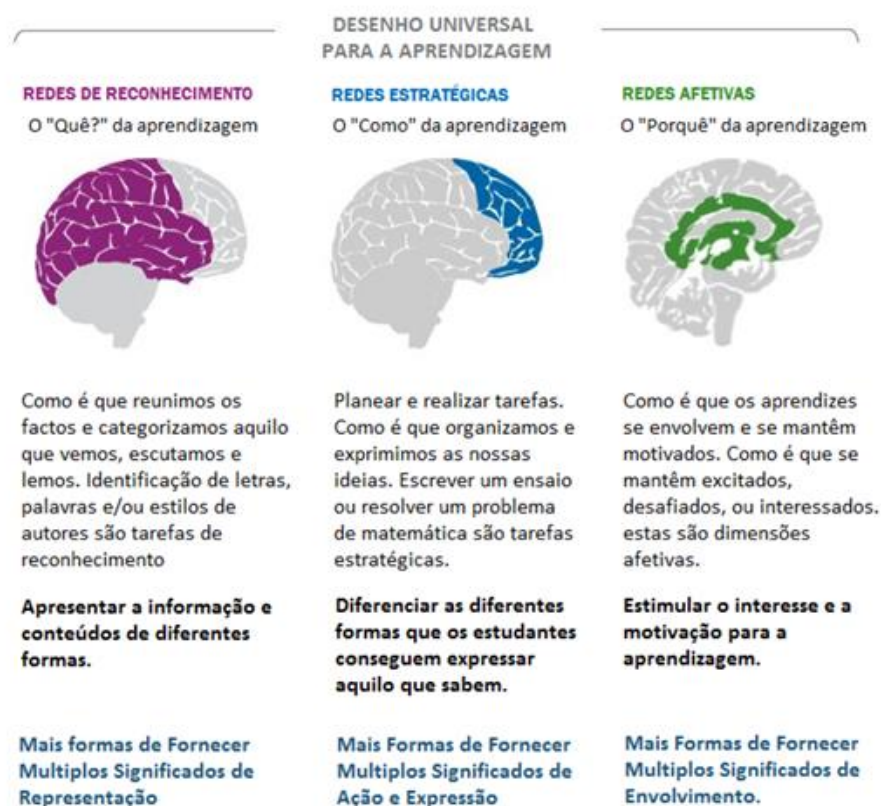 DESENHO UNIVERSAL
PARA A APRENDIZAGEM
REDES DE RECONHECIMENTO
O "Quê?" da aprendizagem
Como é que reunimos os
factos e categorizamos aquilo
que vemos, escutamos e
lemos. Identificação de letras,
palavras e/ou estilos de
autores são tarefas de
reconhecimento
Apresentar a informação e
conteúdos de diferentes
formas.
Mais formas de Fornecer
Multiplos Significados de
Representação
REDES ESTRATÉGICAS
O "Como" da aprendizagem
Planear e realizar tarefas.
Como é que organizamos e
exprimimos as nossas
ideias. Escrever um ensaio
ou resolver um problema
de matemática são tarefas
estratégicas.
Diferenciar as diferentes
formas que os estudantes
conseguem expressar
aquilo que sabem.
Mais Formas de Fornecer
Multiplos Significados de
Ação e Expressão
REDES AFETIVAS
O "Porquê" da aprendizagem
Como é que os aprendizes
se envolvem e se mantêm
motivados. Como é que se
mantêm excitados,
desafiados, ou interessados.
estas são dimensões
afetivas.
Estimular o interesse e a
motivação para a
aprendizagem.
Mais Formas de Fornecer
Multiplos Significados de
Envolvimento.